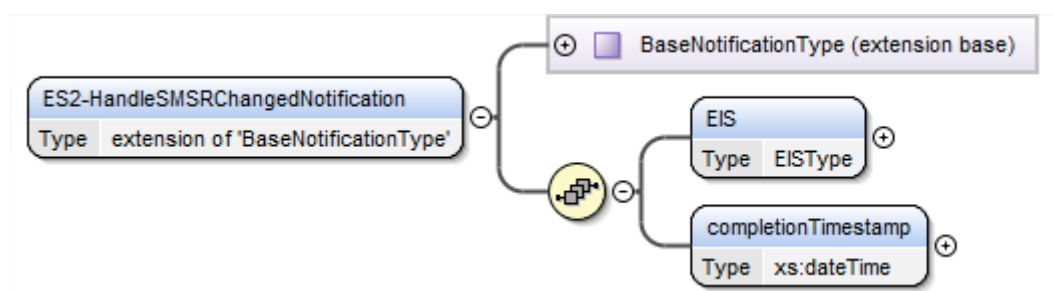 BaseNotificationType (extension base)
ES2-HandleSMSRChangedNotification
Type extension of 'BaseNotificationType'
EIS
Type EISType
completionTimestamp
Type xs:dateTime